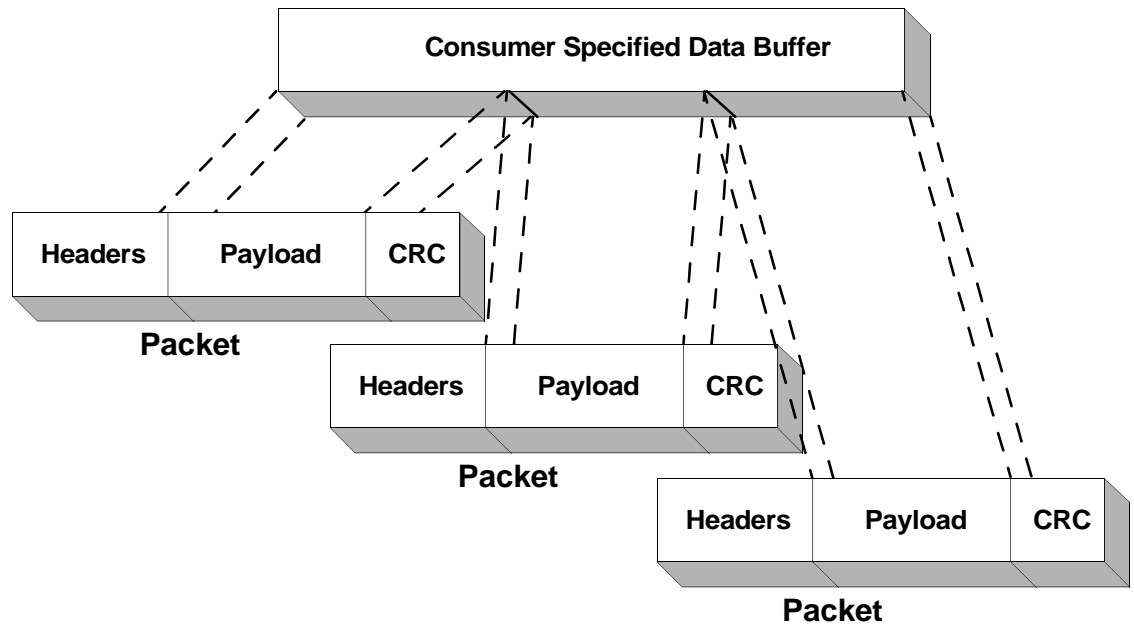 Consumer Specified Data Buffer
Headers Payload CRC
Packet
Headers Payload CRC
Packet
Headers Payload CRC
Packet